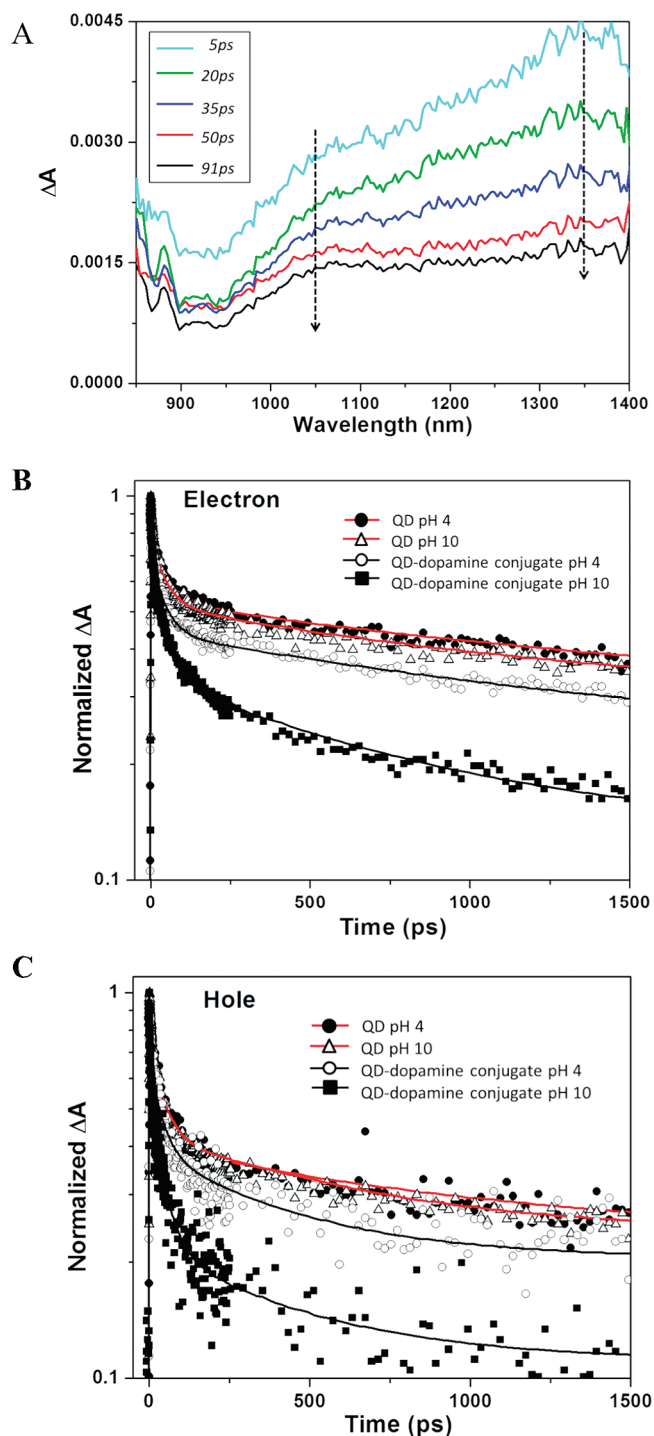 A
0.0045
0.0030
0.0015
0.0000
ΔA
5ps
20ps
35ps
50ps
91ps
900 1000 1100 1200 1300 1400
Wavelength (nm)
B
Electron
QD pH 4
QD pH 10
QD-dopamine conjugate pH 4
QD-dopamine conjugate pH 10
1
0.1
Normalized ΔA
0 500 1000 1500
Time (ps)
C
Hole
QD pH 4
QD pH 10
QD-dopamine conjugate pH 4
QD-dopamine conjugate pH 10
1
0.1
Normalized ΔA
0 500 1000 1500
Time (ps)